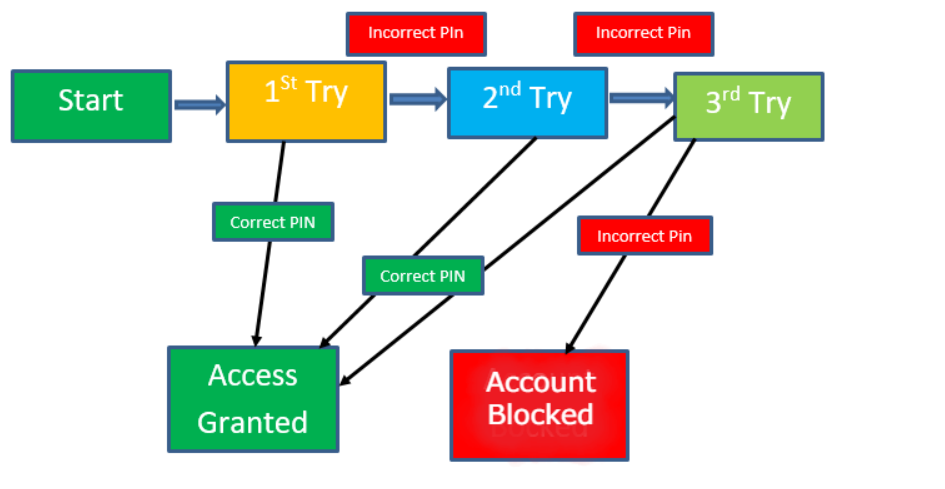 Incorrect PIn
Incorrect Pin
Start
1St Try
2nd Try
3rd Try
Correct PIN
Incorrect Pin
Correct PIN
Access
Granted
Account
Blocked